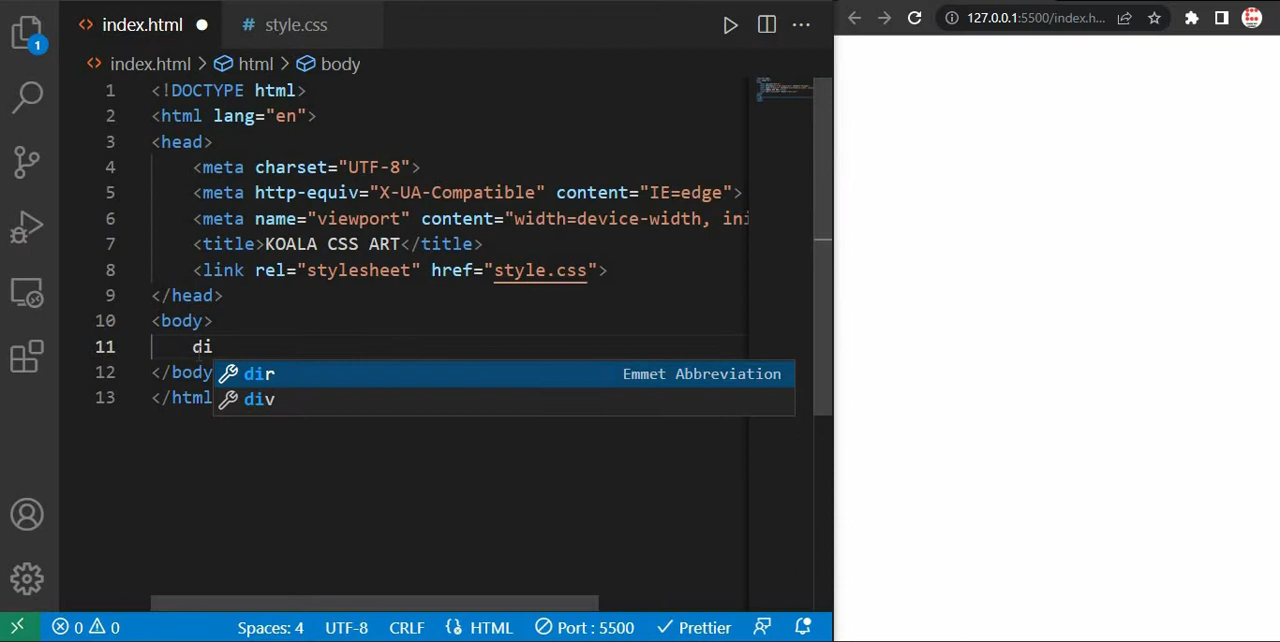 index.html
style.css
127.0.0.1:5500/index.h...
1
index.html > html > body
1 <!DOCTYPE html>
2 <html lang="en">
3 <head>
4 <meta charset="UTF-8">
5 <meta http-equiv="X-UA-Compatible" content="IE=edge">
6 <meta name="viewport" content="width=device-width, ini
7 <title>KOALA CSS ART</title>
8 <link rel="stylesheet" href="style.css">
9 </head>
10 <body>
11 di
dir Emmet Abbreviation
12 </body
div
13 </html
0 0 Spaces: 4 UTF-8 CRLF HTML Port : 5500 Prettier